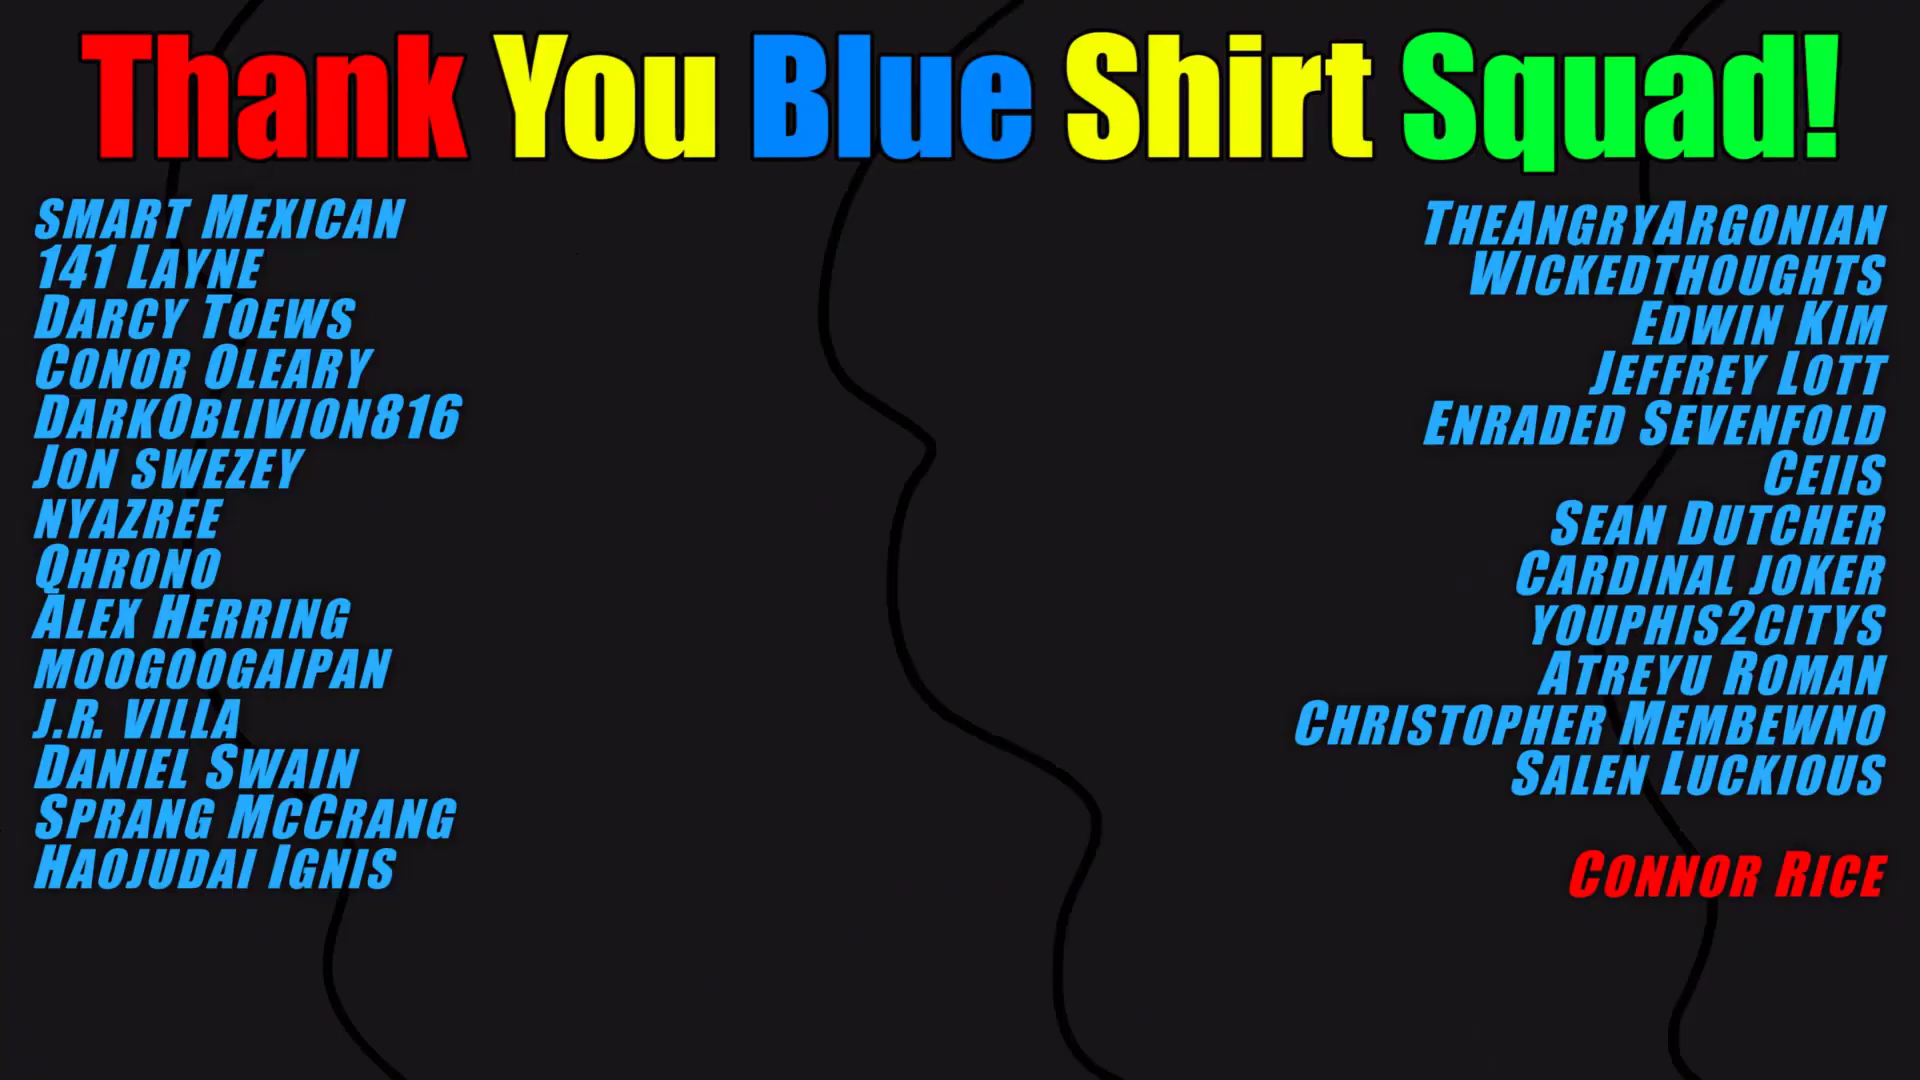 Thank You Blue Shirt Squad!
smart Mexican
141 Layne
Darcy Toews
Conor Oleary
DarkOblivion816
Jon swezey
nyazree
Qhrono
Alex Herring
moogoogaipan
J.R. villa
Daniel Swain
Sprang McCrang
Haojudai Ignis
TheAngryArgonian
Wickedthoughts
Edwin Kim
Jeffrey Lott
Enraded Sevenfold
Ceiis
Sean Dutcher
Cardinal joker
youphis2citys
Atreyu Roman
Christopher Membewno
Salen Luckious
Connor Rice